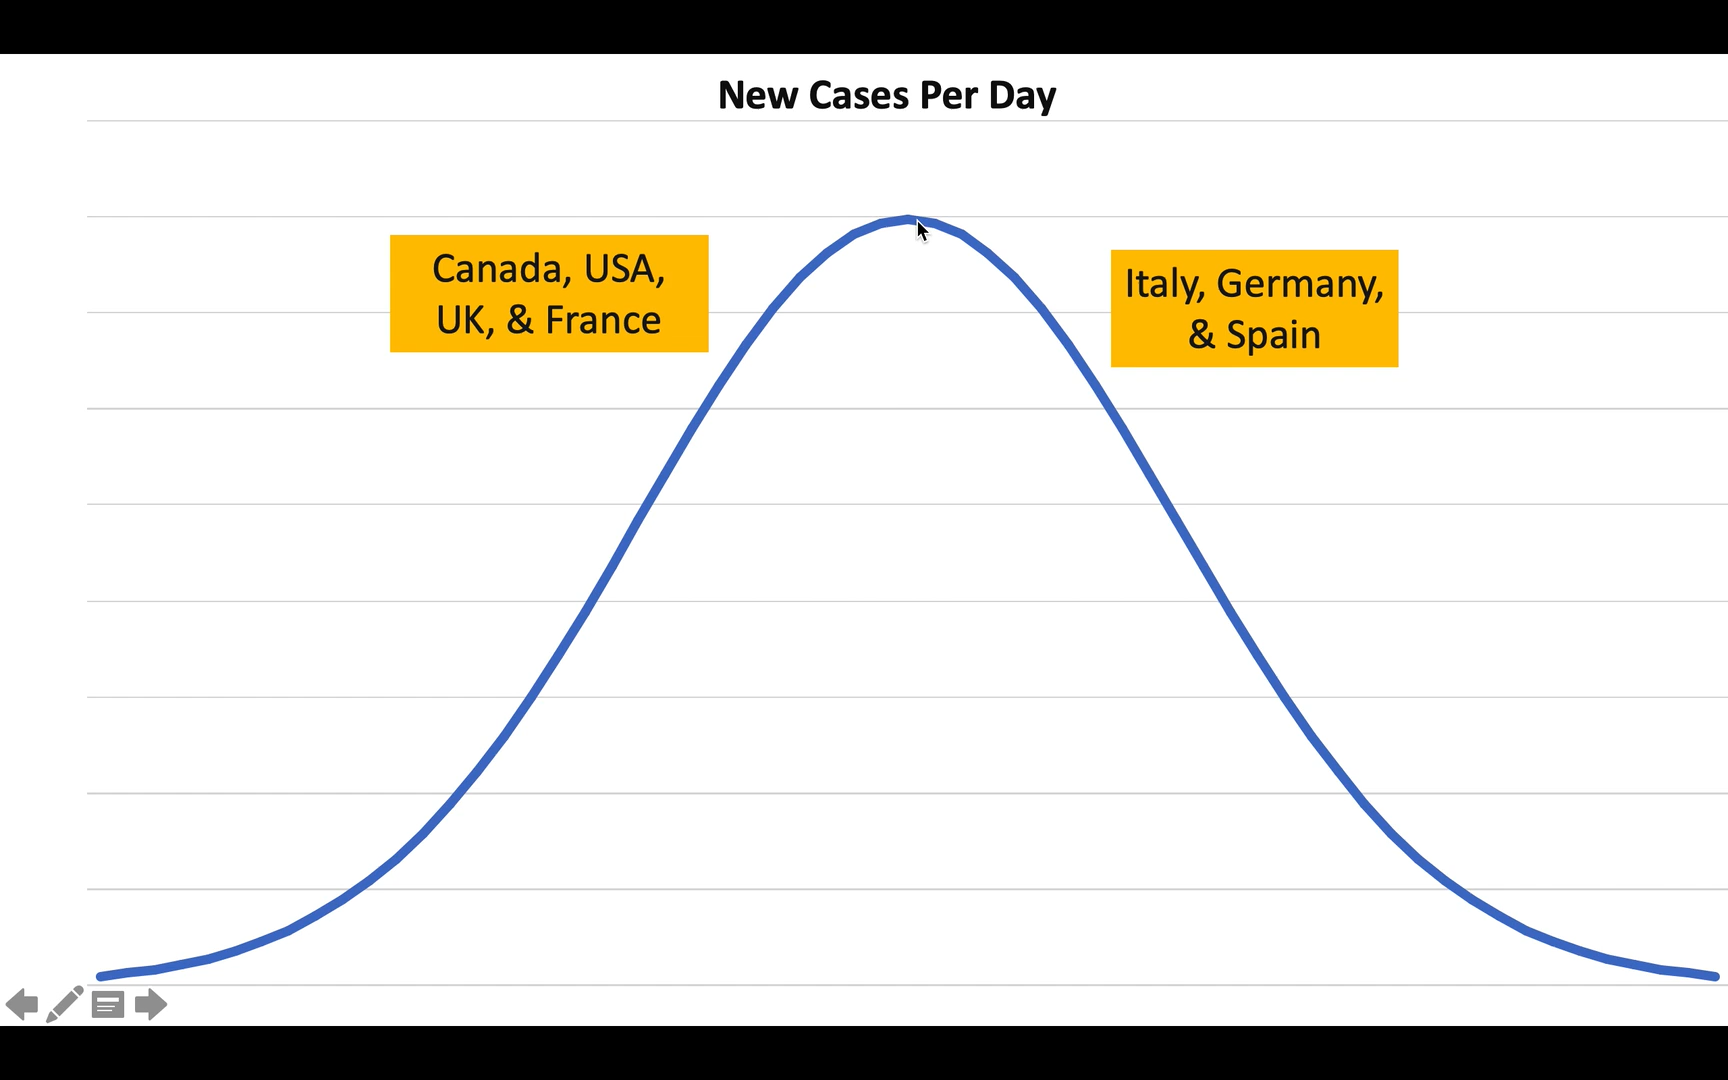 New Cases Per Day
Canada, USA,
UK, & France
Italy, Germany,
& Spain